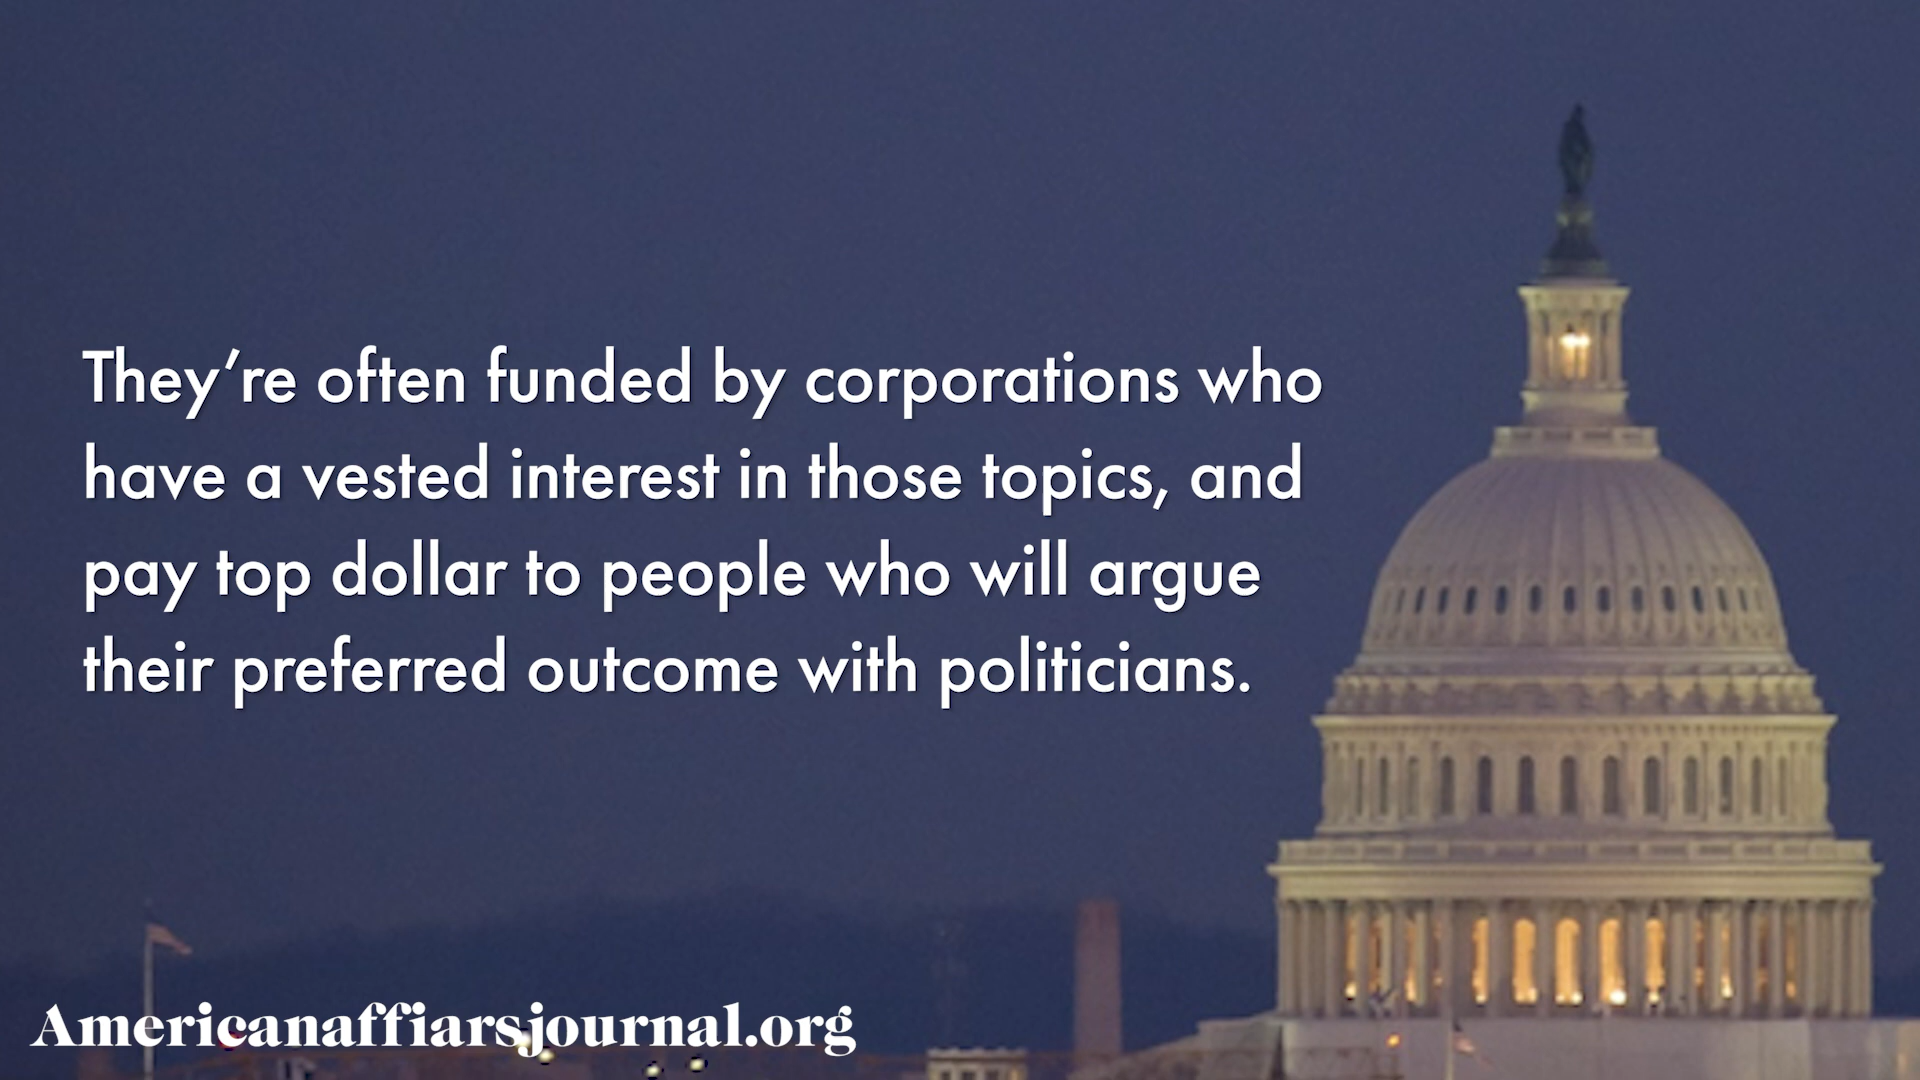 They’re often funded by corporations who
have a vested interest in those topics, and
pay top dollar to people who will argue
their preferred outcome with politicians.
Americanaffiarsjournal.org